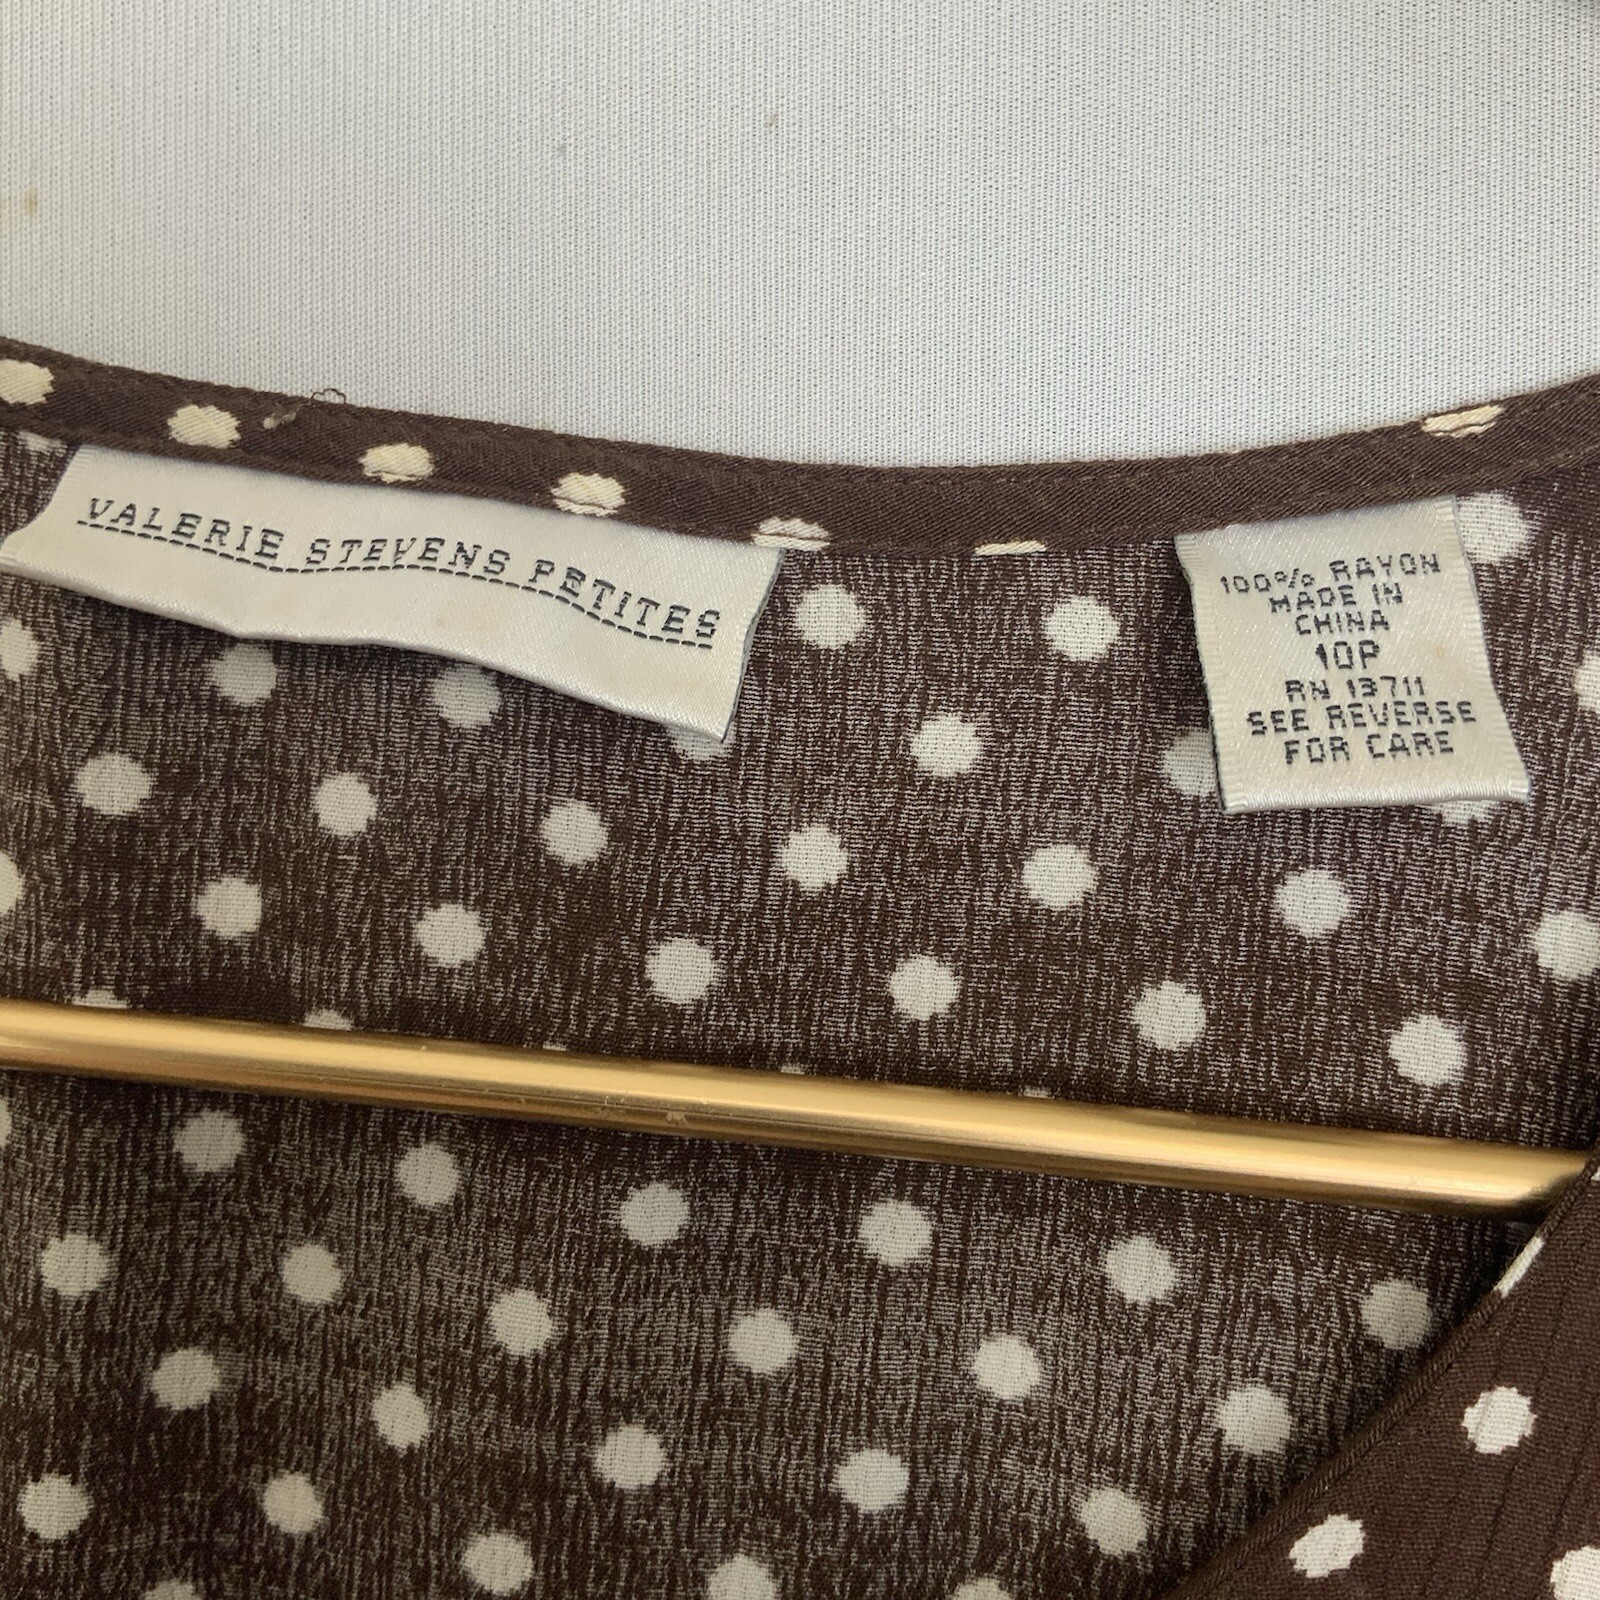 VALERIE STEVENS PETITES
100% RAYON
MADE IN
CHINA
10P
RN 13711
SEE REVERSE
FOR CARE